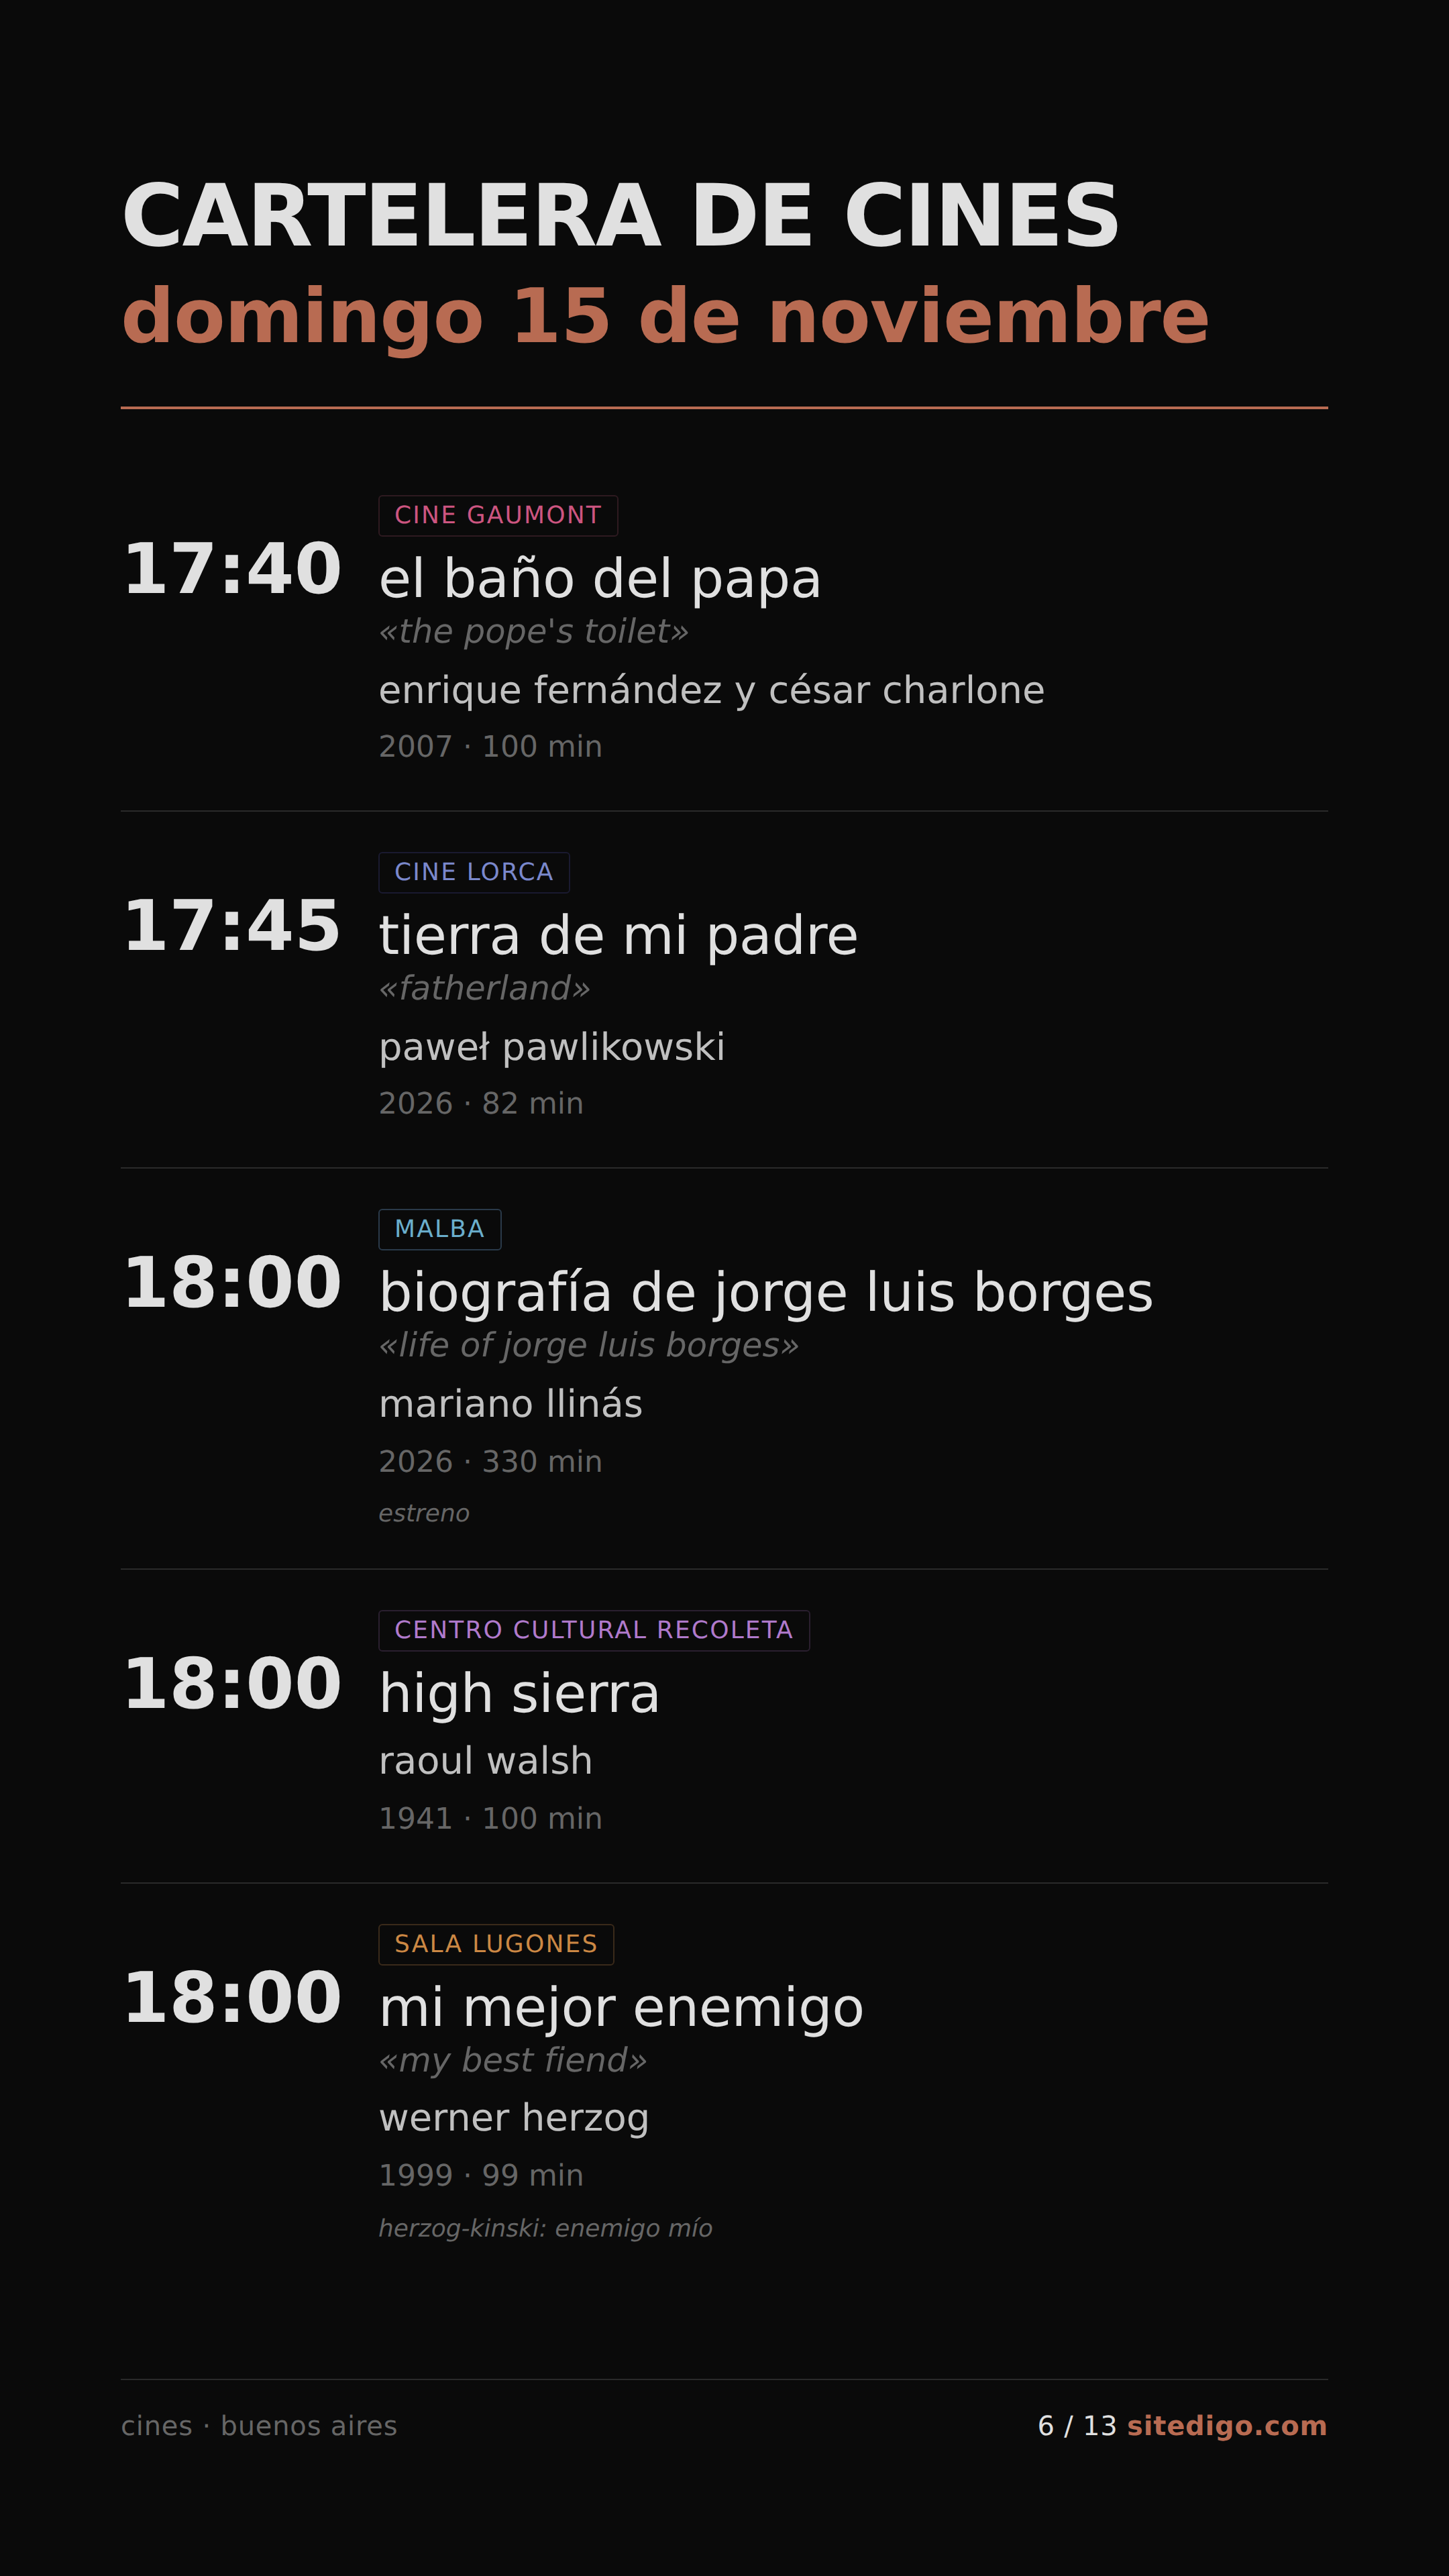 CARTELERA DE CINES
domingo 15 de noviembre
CINE GAUMONT
17:40
el baño del papa
«the pope's toilet»
enrique fernández y césar charlone
2007 · 100 min
CINE LORCA
17:45
tierra de mi padre
«fatherland»
paweł pawlikowski
2026 · 82 min
MALBA
18:00
biografía de jorge luis borges
«life of jorge luis borges»
mariano llinás
2026 · 330 min
estreno
CENTRO CULTURAL RECOLETA
18:00
high sierra
raoul walsh
1941 · 100 min
SALA LUGONES
18:00
mi mejor enemigo
«my best fiend»
werner herzog
1999 · 99 min
herzog-kinski: enemigo mío
cines · buenos aires
6 / 13 sitedigo.com